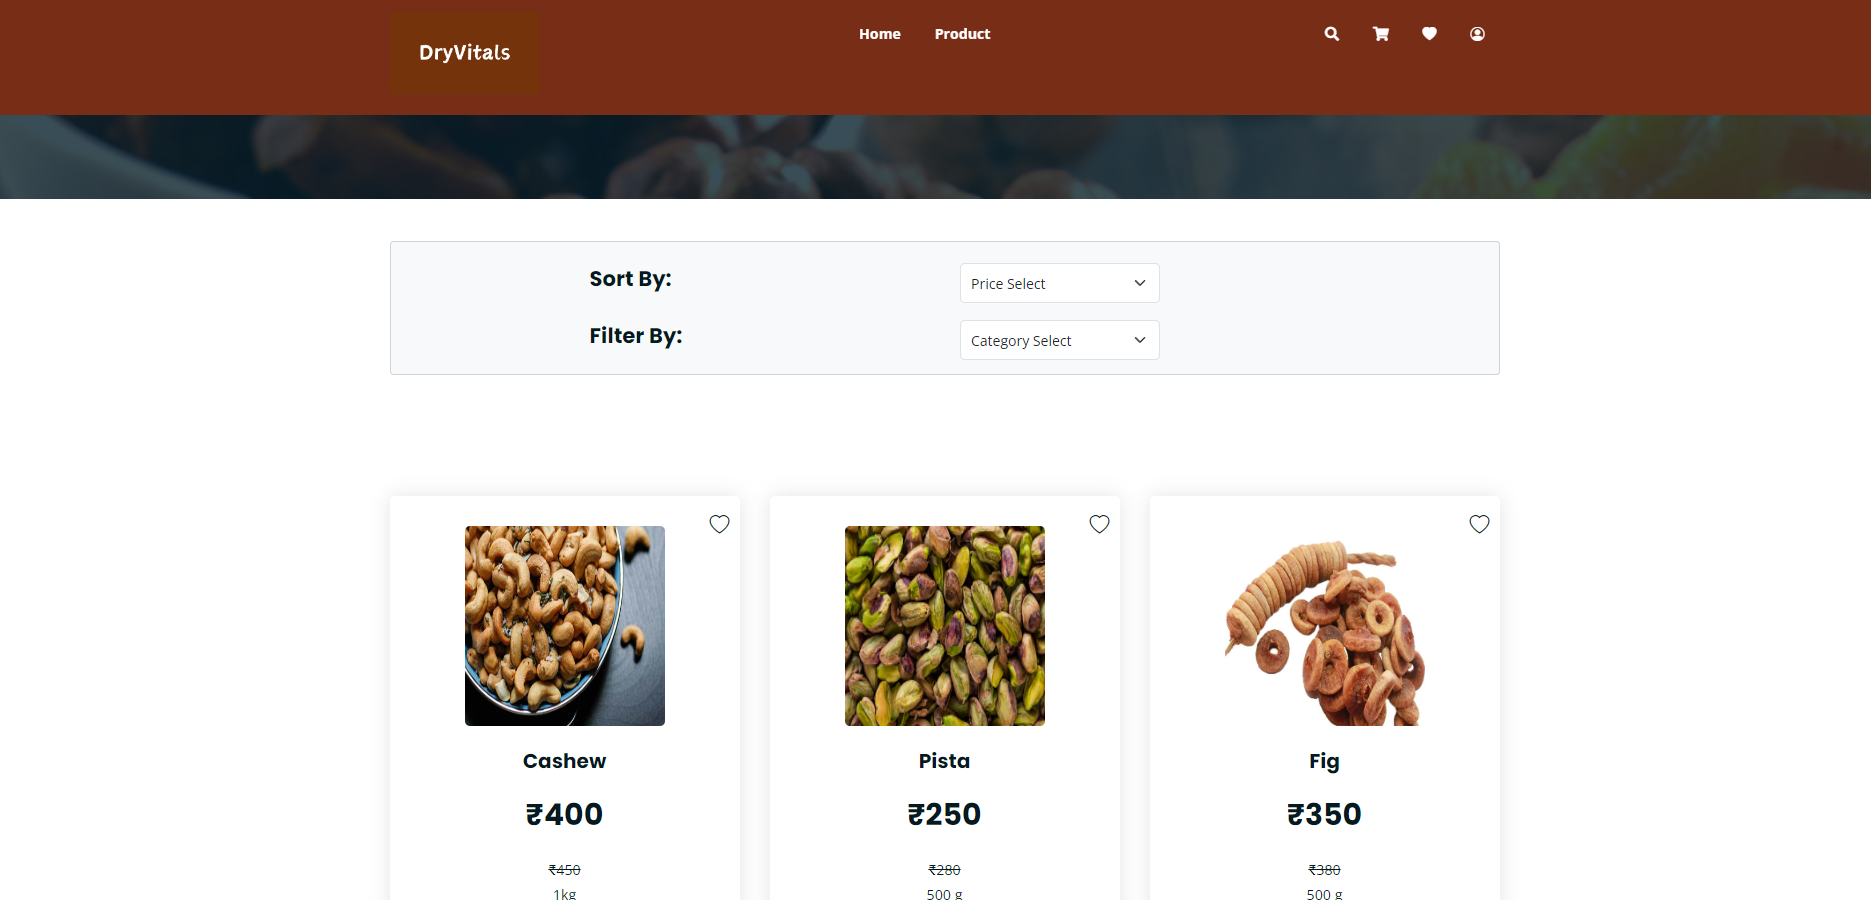 DryVitals
Home Product
Sort By:
Price Select
Filter By:
Category Select
Cashew
₹400
₹450
1kg
Pista
₹250
₹280
500 g
Fig
₹350
₹380
500 g